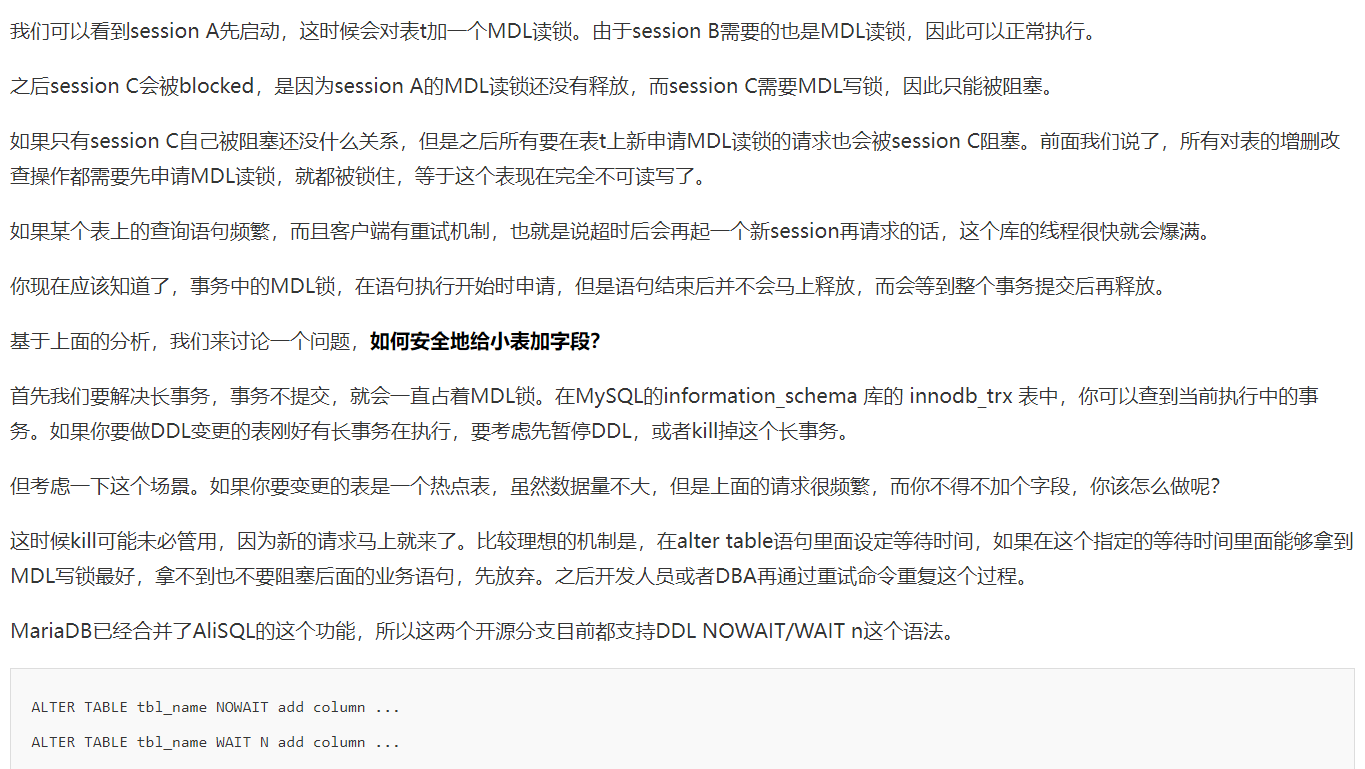 我们可以看到session A先启动，这时候会对表t加一个MDL读锁。由于session B需要的也是MDL读锁，因此可以正常执行。
之后session C会被blocked，是因为session A的MDL读锁还没有释放，而session C需要MDL写锁，因此只能被阻塞。
如果只有session C自己被阻塞还没什么关系，但是之后所有要在表t上新申请MDL读锁的请求也会被session C阻塞。前面我们说了，所有对表的增删改
查操作都需要先申请MDL读锁，就都被锁住，等于这个表现在完全不可读写了。
如果某个表上的查询语句频繁，而且客户端有重试机制，也就是说超时后会再起一个新session再请求的话，这个库的线程很快就会爆满。
你现在应该知道了，事务中的MDL锁，在语句执行开始时申请，但是语句结束后并不会马上释放，而会等到整个事务提交后再释放。
基于上面的分析，我们来讨论一个问题，如何安全地给小表加字段？
首先我们要解决长事务，事务不提交，就会一直占着MDL锁。在MySQL的information_schema 库的 innodb_trx 表中，你可以查到当前执行中的事
务。如果你要做DDL变更的表刚好有长事务在执行，要考虑先暂停DDL，或者kill掉这个长事务。
但考虑一下这个场景。如果你要变更的表是一个热点表，虽然数据量不大，但是上面的请求很频繁，而你不得不加个字段，你该怎么做呢？
这时候kill可能未必管用，因为新的请求马上就来了。比较理想的机制是，在alter table语句里面设定等待时间，如果在这个指定的等待时间里面能够拿到
MDL写锁最好，拿不到也不要阻塞后面的业务语句，先放弃。之后开发人员或者DBA再通过重试命令重复这个过程。
MariaDB已经合并了AliSQL的这个功能，所以这两个开源分支目前都支持DDL NOWAIT/WAIT n这个语法。
ALTER TABLE tbl_name NOWAIT add column ...
ALTER TABLE tbl_name WAIT N add column ...